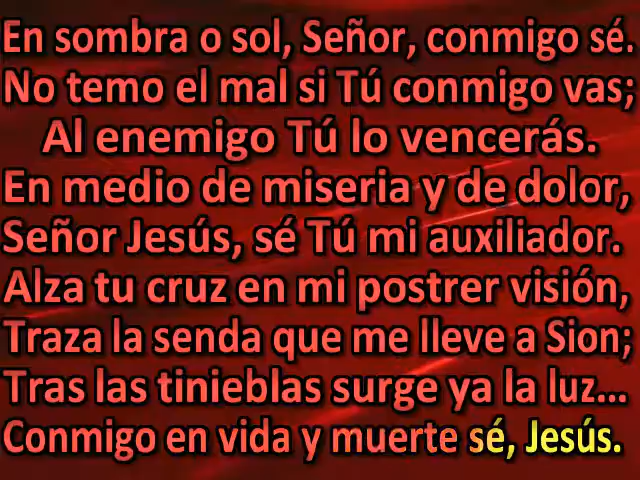 En sombra o sol, Señor, conmigo sé.
No temo el mal si Tú conmigo vas;
Al enemigo Tú lo vencerás.
En medio de miseria y de dolor,
Señor Jesús, sé Tú mi auxiliador.
Alza tu cruz en mi postrer visión,
Traza la senda que me lleve a Sion;
Tras las tinieblas surge ya la luz...
Conmigo en vida y muerte sé, Jesús.